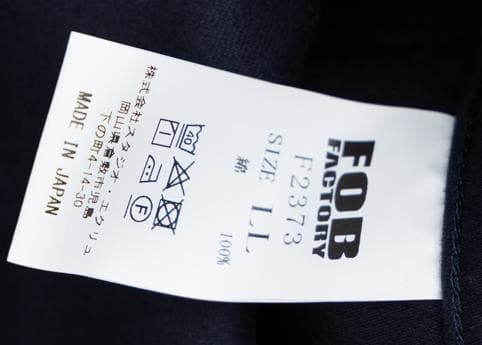 FOB
FACTORY
F2373
SIZE LL
綿 100%
40
F
株式会社スタジオ・エクリュ
岡山県倉敷市児島
下の町4-14-30
MADE IN JAPAN